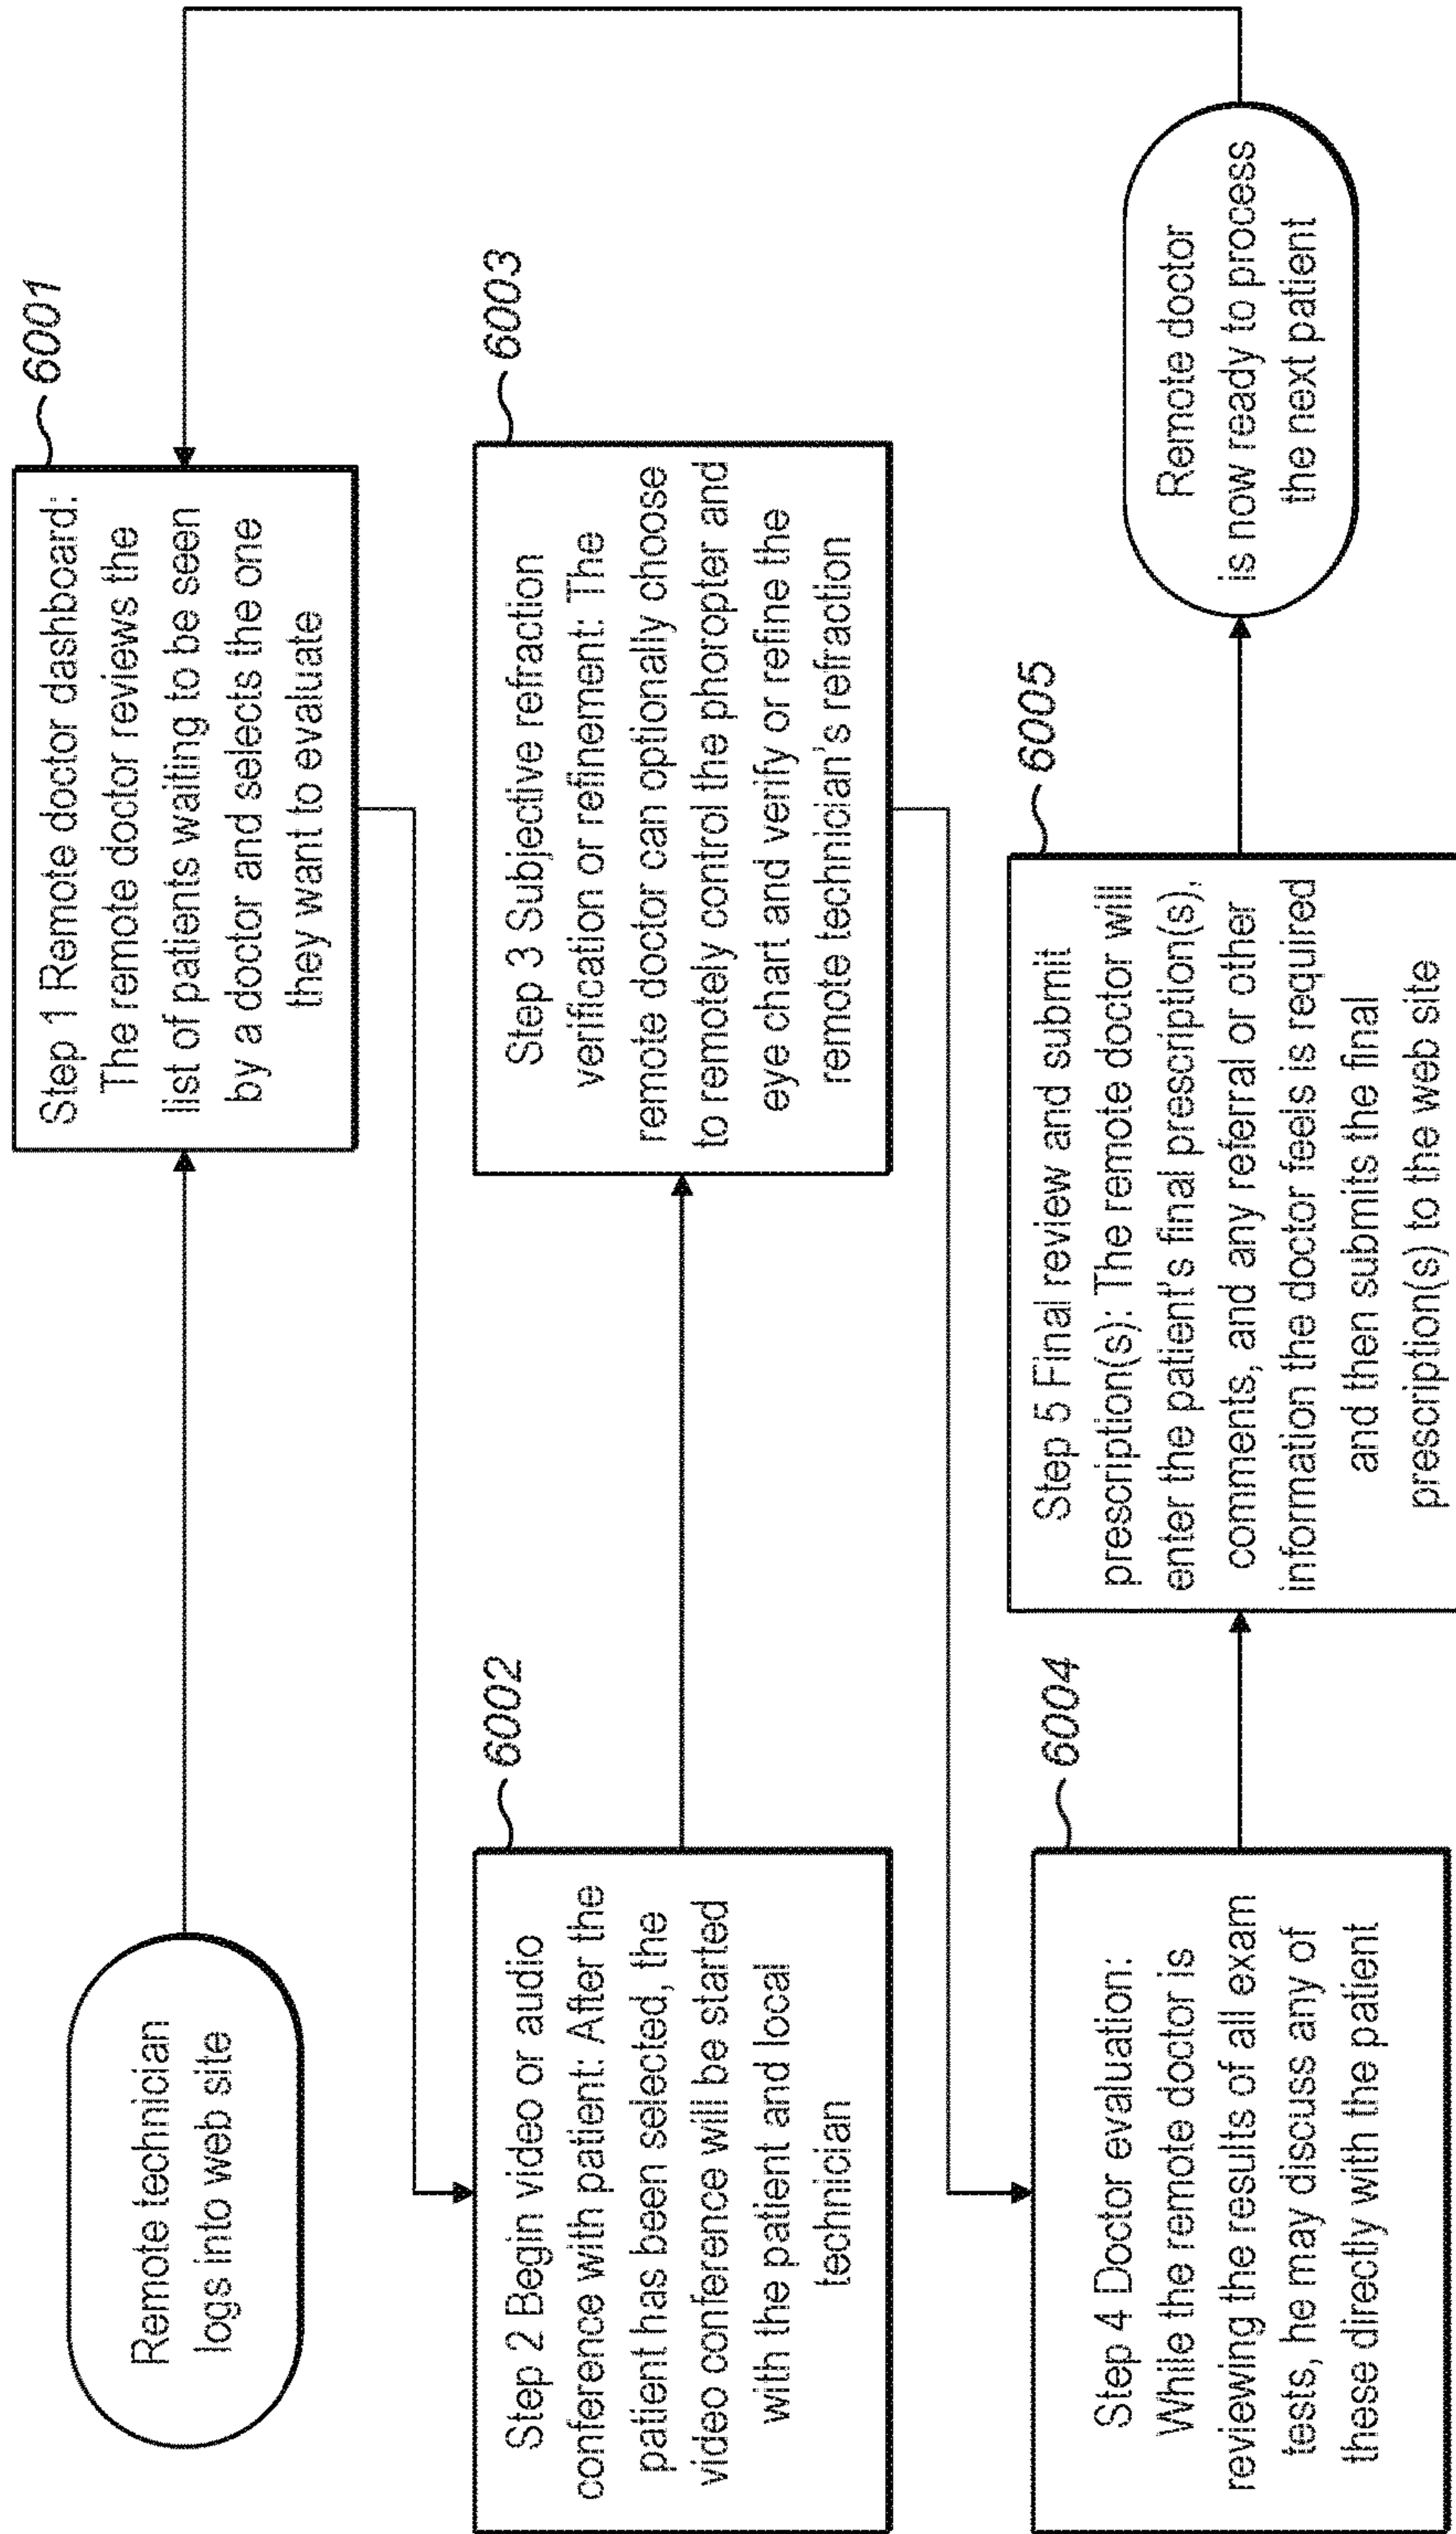 Remote technician
logs into web site
6001
Step 1 Remote doctor dashboard:
The remote doctor reviews the
list of patients waiting to be seen
by a doctor and selects the one
they want to evaluate
6002
Step 2 Begin video or audio
conference with patient: After the
patient has been selected, the
video conference will be started
with the patient and local
technician
6003
Step 3 Subjective refraction
verification or refinement: The
remote doctor can optionally choose
to remotely control the phoropter and
eye chart and verify or refine the
remote technician's refraction
6004
Step 4 Doctor evaluation:
While the remote doctor is
reviewing the results of all exam
tests, he may discuss any of
these directly with the patient
6005
Step 5 Final review and submit
prescription(s): The remote doctor will
enter the patient's final prescription(s),
comments, and any referral or other
information the doctor feels is required
and then submits the final
prescription(s) to the web site
Remote doctor
is now ready to process
the next patient